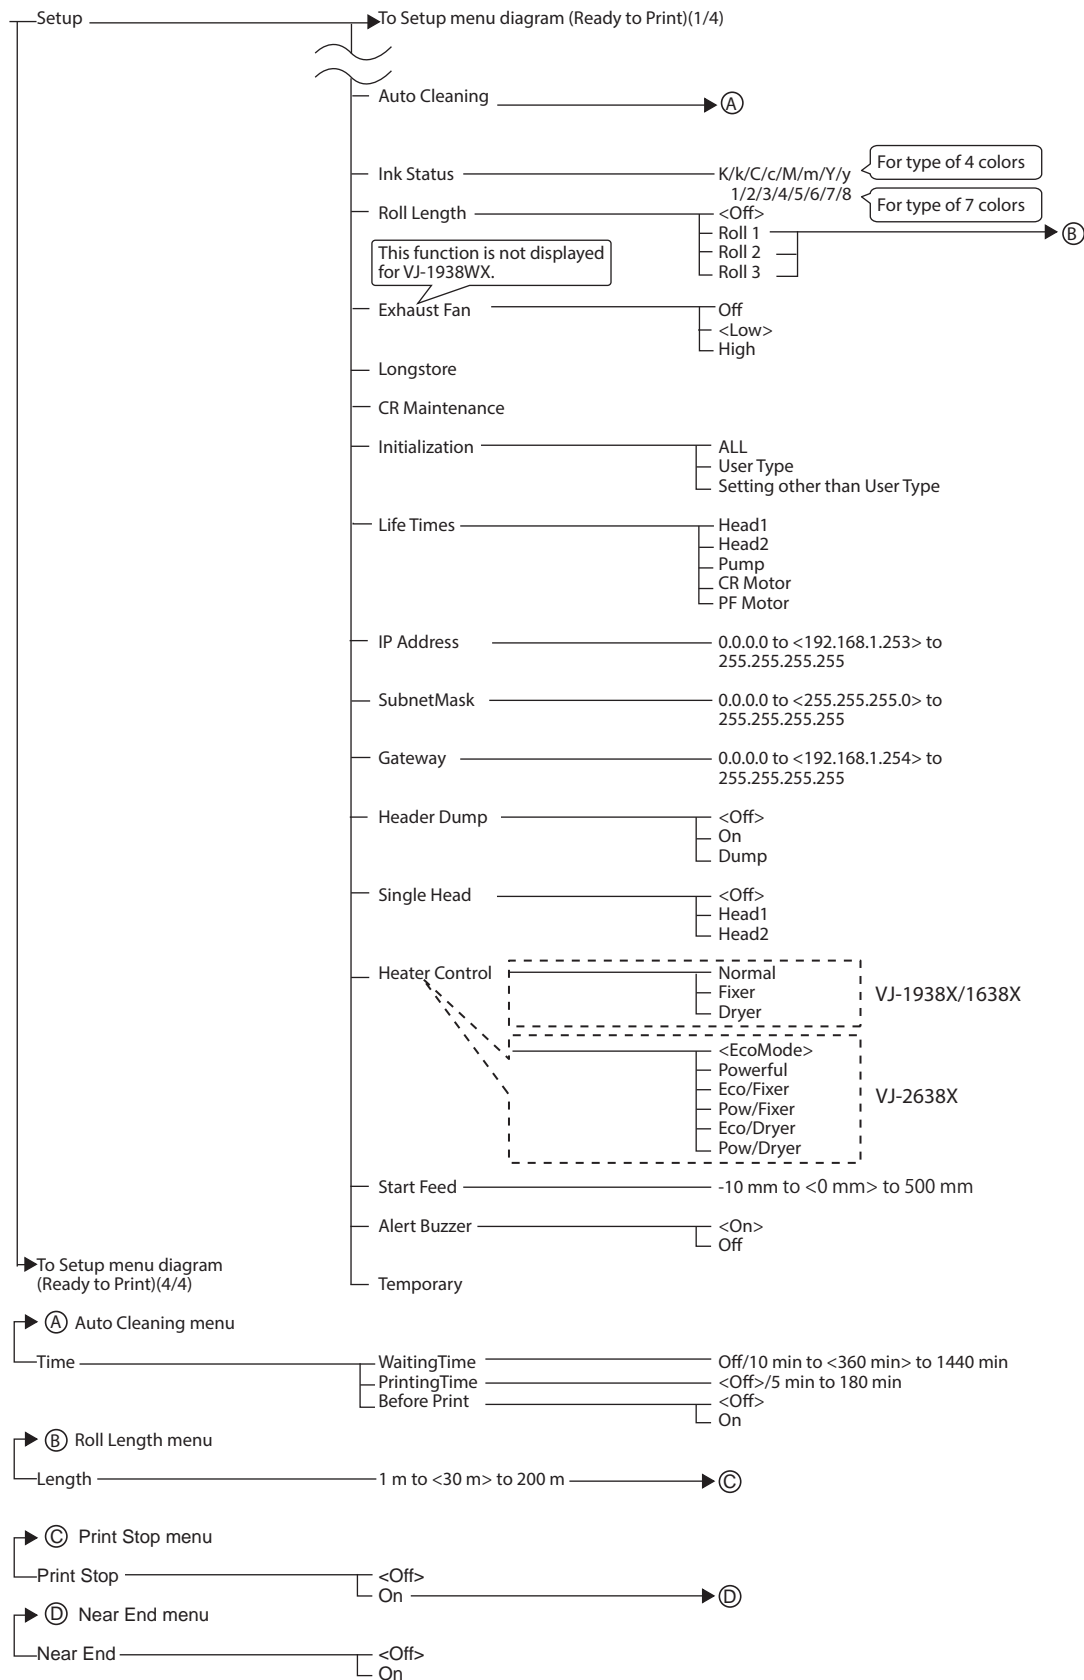 Setup
To Setup menu diagram (Ready to Print)(1/4)
Auto Cleaning
A
Ink Status
K/k/C/c/M/m/Y/y
For type of 4 colors
1/2/3/4/5/6/7/8
For type of 7 colors
Roll Length
<Off>
Roll 1
B
Roll 2
Roll 3
This function is not displayed
for VJ-1938WX.
Exhaust Fan
Off
<Low>
High
Longstore
CR Maintenance
Initialization
ALL
User Type
Setting other than User Type
Life Times
Head1
Head2
Pump
CR Motor
PF Motor
IP Address
0.0.0.0 to <192.168.1.253> to
255.255.255.255
SubnetMask
0.0.0.0 to <255.255.255.0> to
255.255.255.255
Gateway
0.0.0.0 to <192.168.1.254> to
255.255.255.255
Header Dump
<Off>
On
Dump
Single Head
<Off>
Head1
Head2
Heater Control
Normal
Fixer
Dryer
VJ-1938X/1638X
<EcoMode>
Powerful
Eco/Fixer
Pow/Fixer
Eco/Dryer
Pow/Dryer
VJ-2638X
Start Feed
-10 mm to <0 mm> to 500 mm
Alert Buzzer
<On>
Off
To Setup menu diagram
(Ready to Print)(4/4)
Temporary
A Auto Cleaning menu
Time
WaitingTime
Off/10 min to <360 min> to 1440 min
PrintingTime
<Off>/5 min to 180 min
Before Print
<Off>
On
B Roll Length menu
Length
1 m to <30 m> to 200 m
C
C Print Stop menu
Print Stop
<Off>
On
D
D Near End menu
Near End
<Off>
On